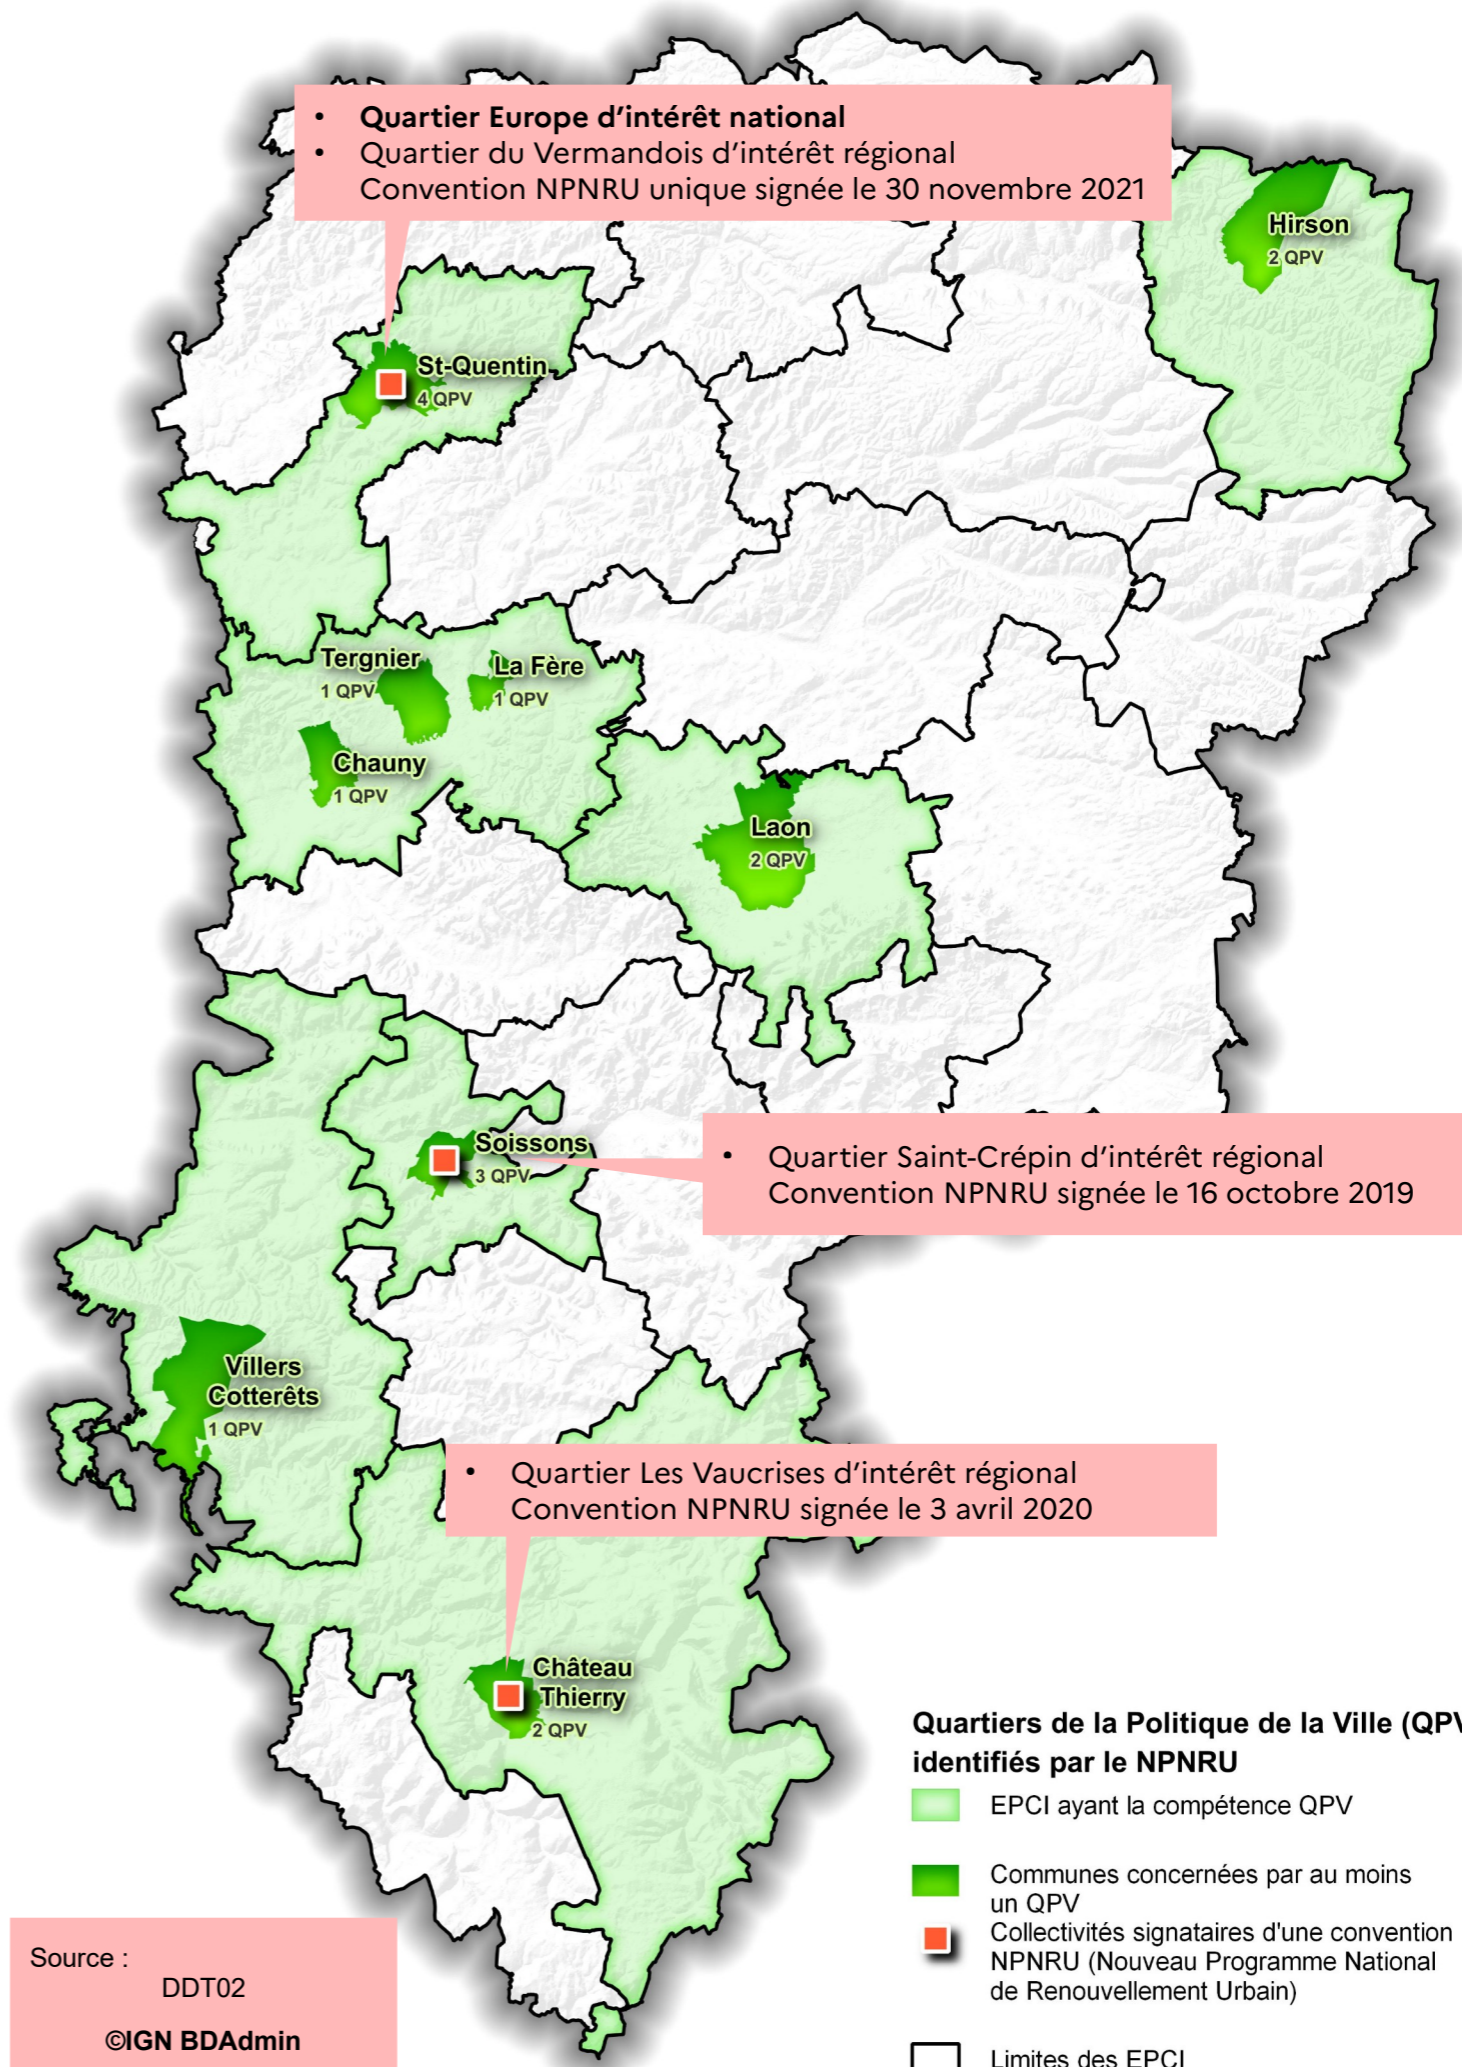 • Quartier Europe d'intérêt national
• Quartier du Vermandois d'intérêt régional
Convention NPNRU unique signée le 30 novembre 2021
Hirson
2 QPV
St-Quentin
4 QPV
Tergnier
1 QPV
La Fère
1 QPV
Chauny
1 QPV
Laon
2 QPV
Soissons
3 QPV
• Quartier Saint-Crépin d'intérêt régional
Convention NPNRU signée le 16 octobre 2019
Villers
Cotterêts
1 QPV
• Quartier Les Vaucrises d'intérêt régional
Convention NPNRU signée le 3 avril 2020
Château
Thierry
2 QPV
Quartiers de la Politique de la Ville (QPV
identifiés par le NPNRU
EPCI ayant la compétence QPV
Communes concernées par au moins
un QPV
Collectivités signataires d'une convention
NPNRU (Nouveau Programme National
de Renouvellement Urbain)
Limites des EPCI
Source :
DDT02
©IGN BDAdmin